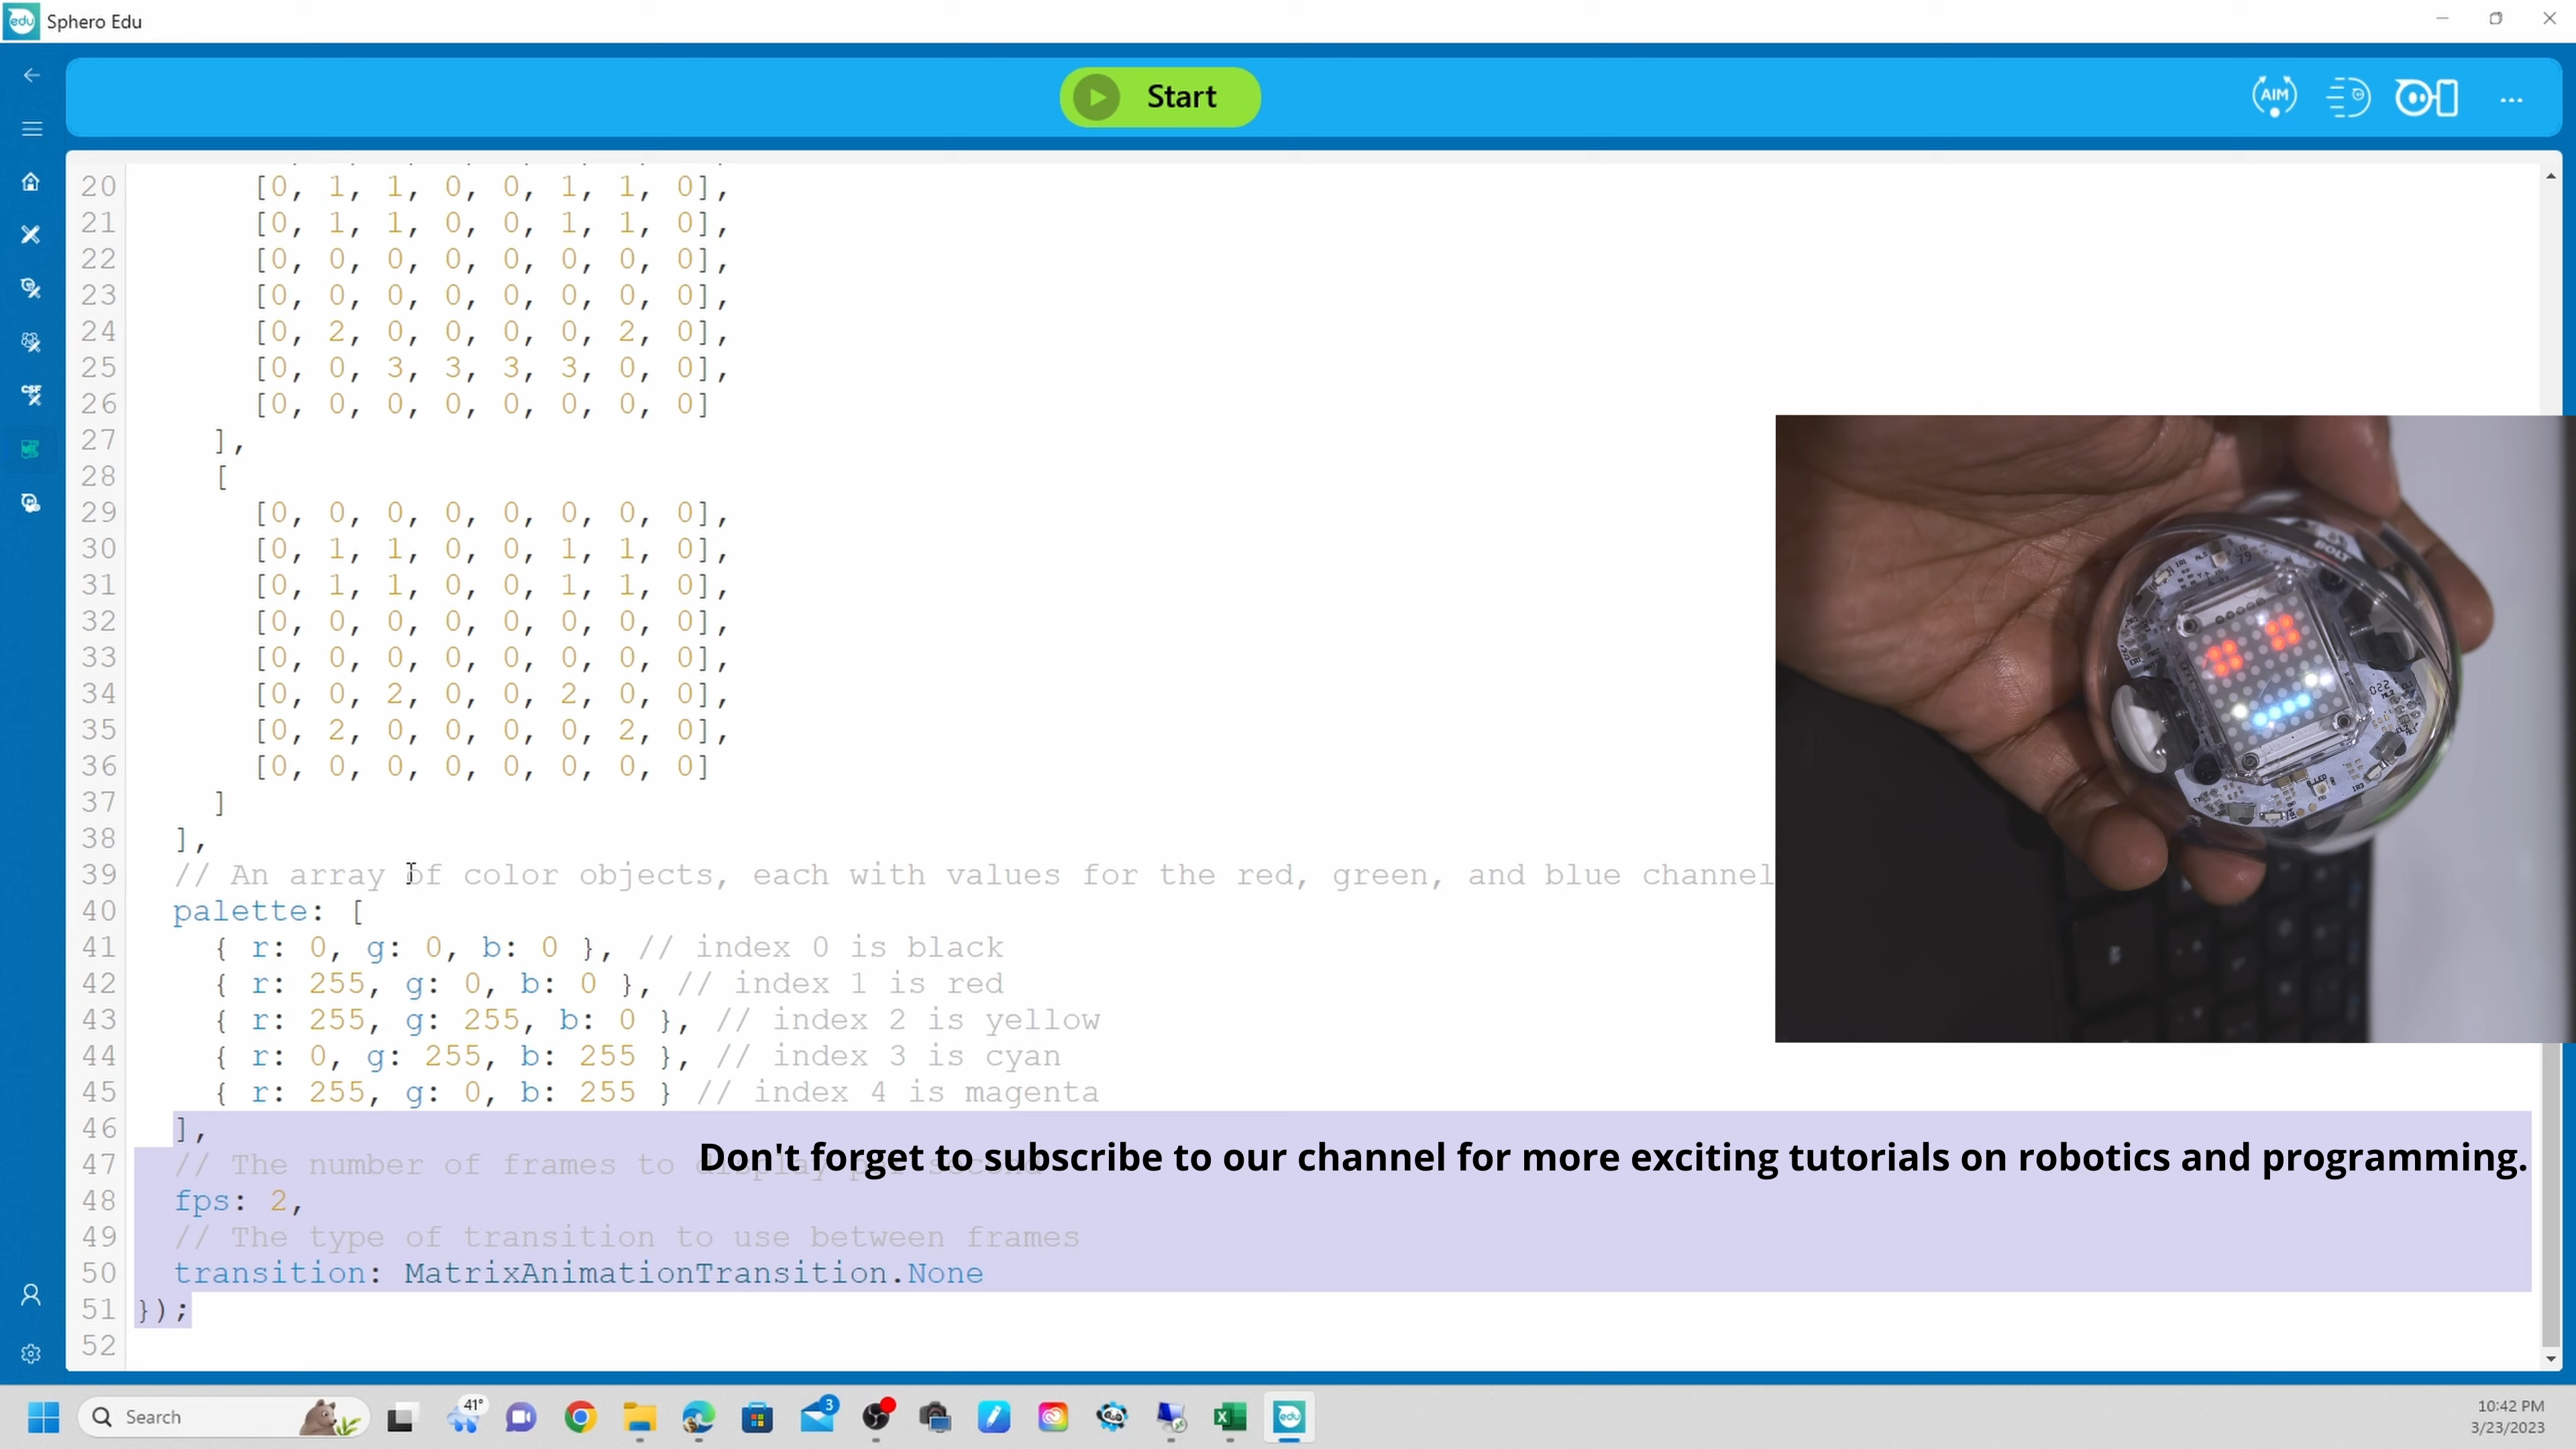 edu Sphero Edu
Start
AIM
20 [0, 1, 1, 0, 0, 1, 1, 0],
21 [0, 1, 1, 0, 0, 1, 1, 0],
22 [0, 0, 0, 0, 0, 0, 0, 0],
23 [0, 0, 0, 0, 0, 0, 0, 0],
24 [0, 2, 0, 0, 0, 0, 2, 0],
25 [0, 0, 3, 3, 3, 3, 0, 0],
26 [0, 0, 0, 0, 0, 0, 0, 0]
27 ],
28 [
29 [0, 0, 0, 0, 0, 0, 0, 0],
30 [0, 1, 1, 0, 0, 1, 1, 0],
31 [0, 1, 1, 0, 0, 1, 1, 0],
32 [0, 0, 0, 0, 0, 0, 0, 0],
33 [0, 0, 0, 0, 0, 0, 0, 0],
34 [0, 0, 2, 0, 0, 2, 0, 0],
35 [0, 2, 0, 0, 0, 0, 2, 0],
36 [0, 0, 0, 0, 0, 0, 0, 0]
37 ]
38 ],
39 // An array of color objects, each with values for the red, green, and blue channel
40 palette: [
41 { r: 0, g: 0, b: 0 }, // index 0 is black
42 { r: 255, g: 0, b: 0 }, // index 1 is red
43 { r: 255, g: 255, b: 0 }, // index 2 is yellow
44 { r: 0, g: 255, b: 255 }, // index 3 is cyan
45 { r: 255, g: 0, b: 255 } // index 4 is magenta
46 ],
47 // The number of frames to display per second
Don't forget to subscribe to our channel for more exciting tutorials on robotics and programming.
48 fps: 2,
49 // The type of transition to use between frames
50 transition: MatrixAnimationTransition.None
51 });
52
CSF
BOLT
Search
41°
3
edu
10:42 PM
3/23/2023